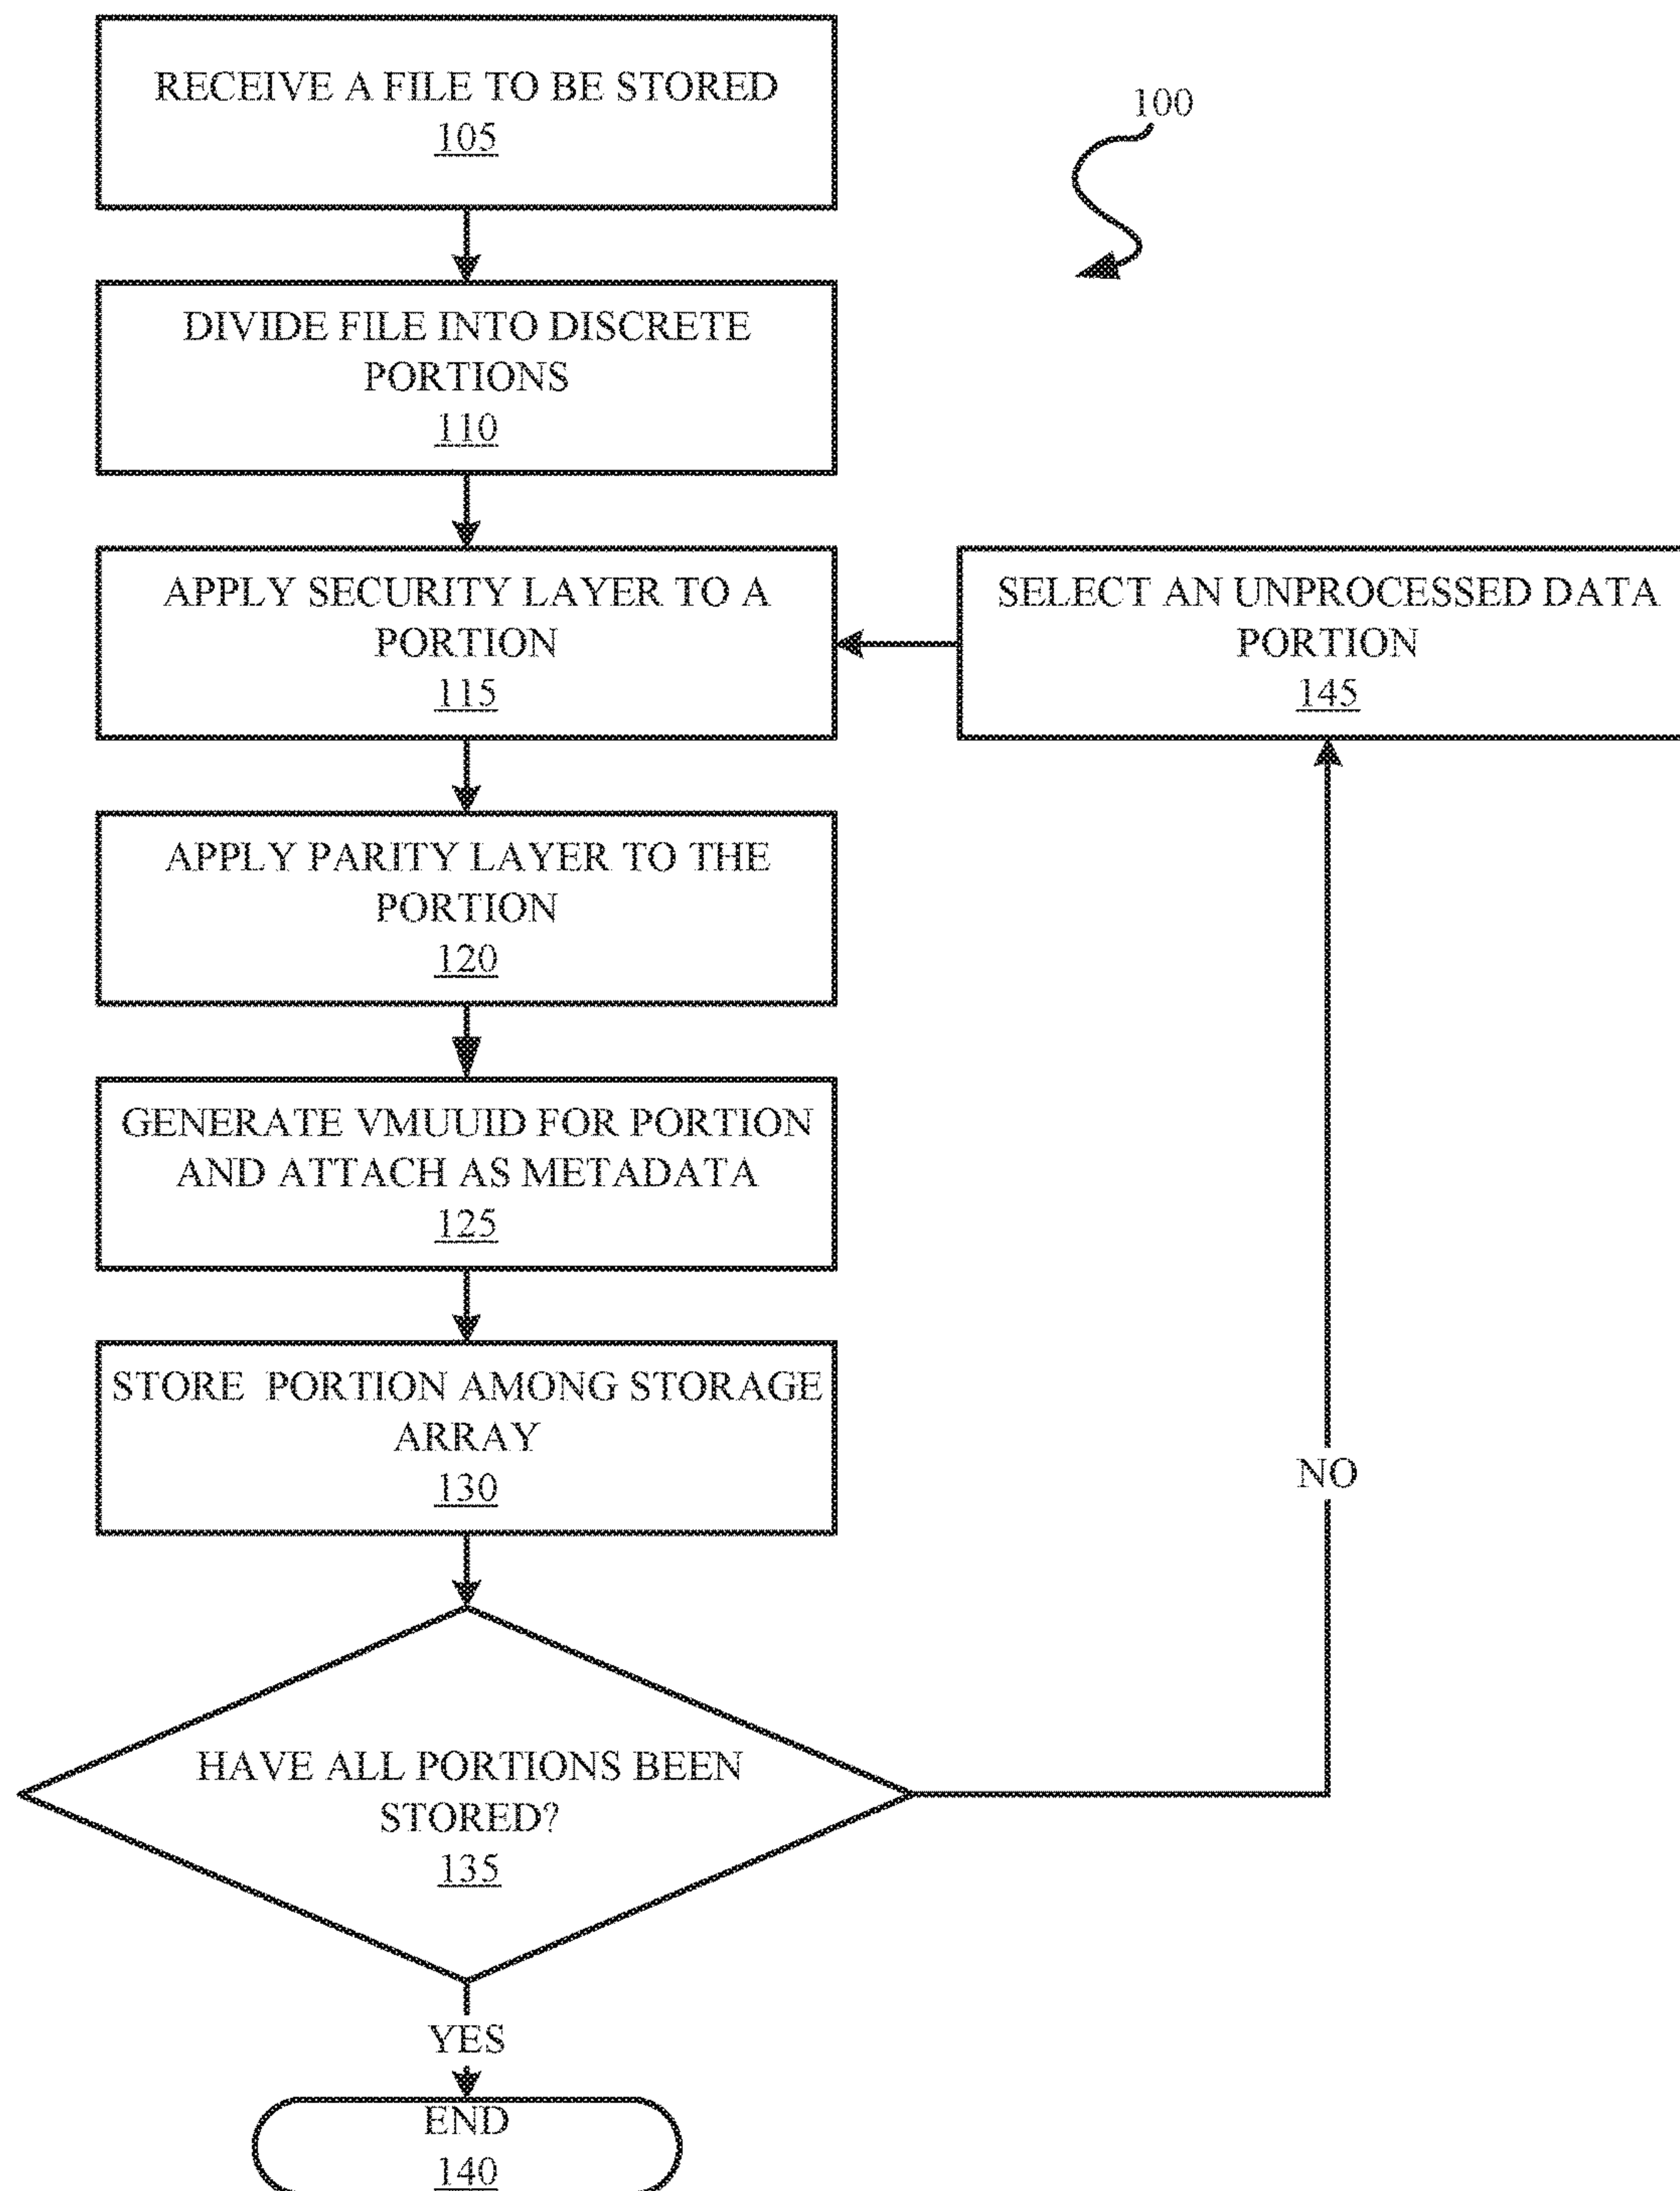 RECEIVE A FILE TO BE STORED
105
100
DIVIDE FILE INTO DISCRETE
PORTIONS
110
APPLY SECURITY LAYER TO A
PORTION
115
SELECT AN UNPROCESSED DATA
PORTION
145
APPLY PARITY LAYER TO THE
PORTION
120
GENERATE VMUUID FOR PORTION
AND ATTACH AS METADATA
125
STORE PORTION AMONG STORAGE
ARRAY
130
NO
HAVE ALL PORTIONS BEEN
STORED?
135
YES
END
140